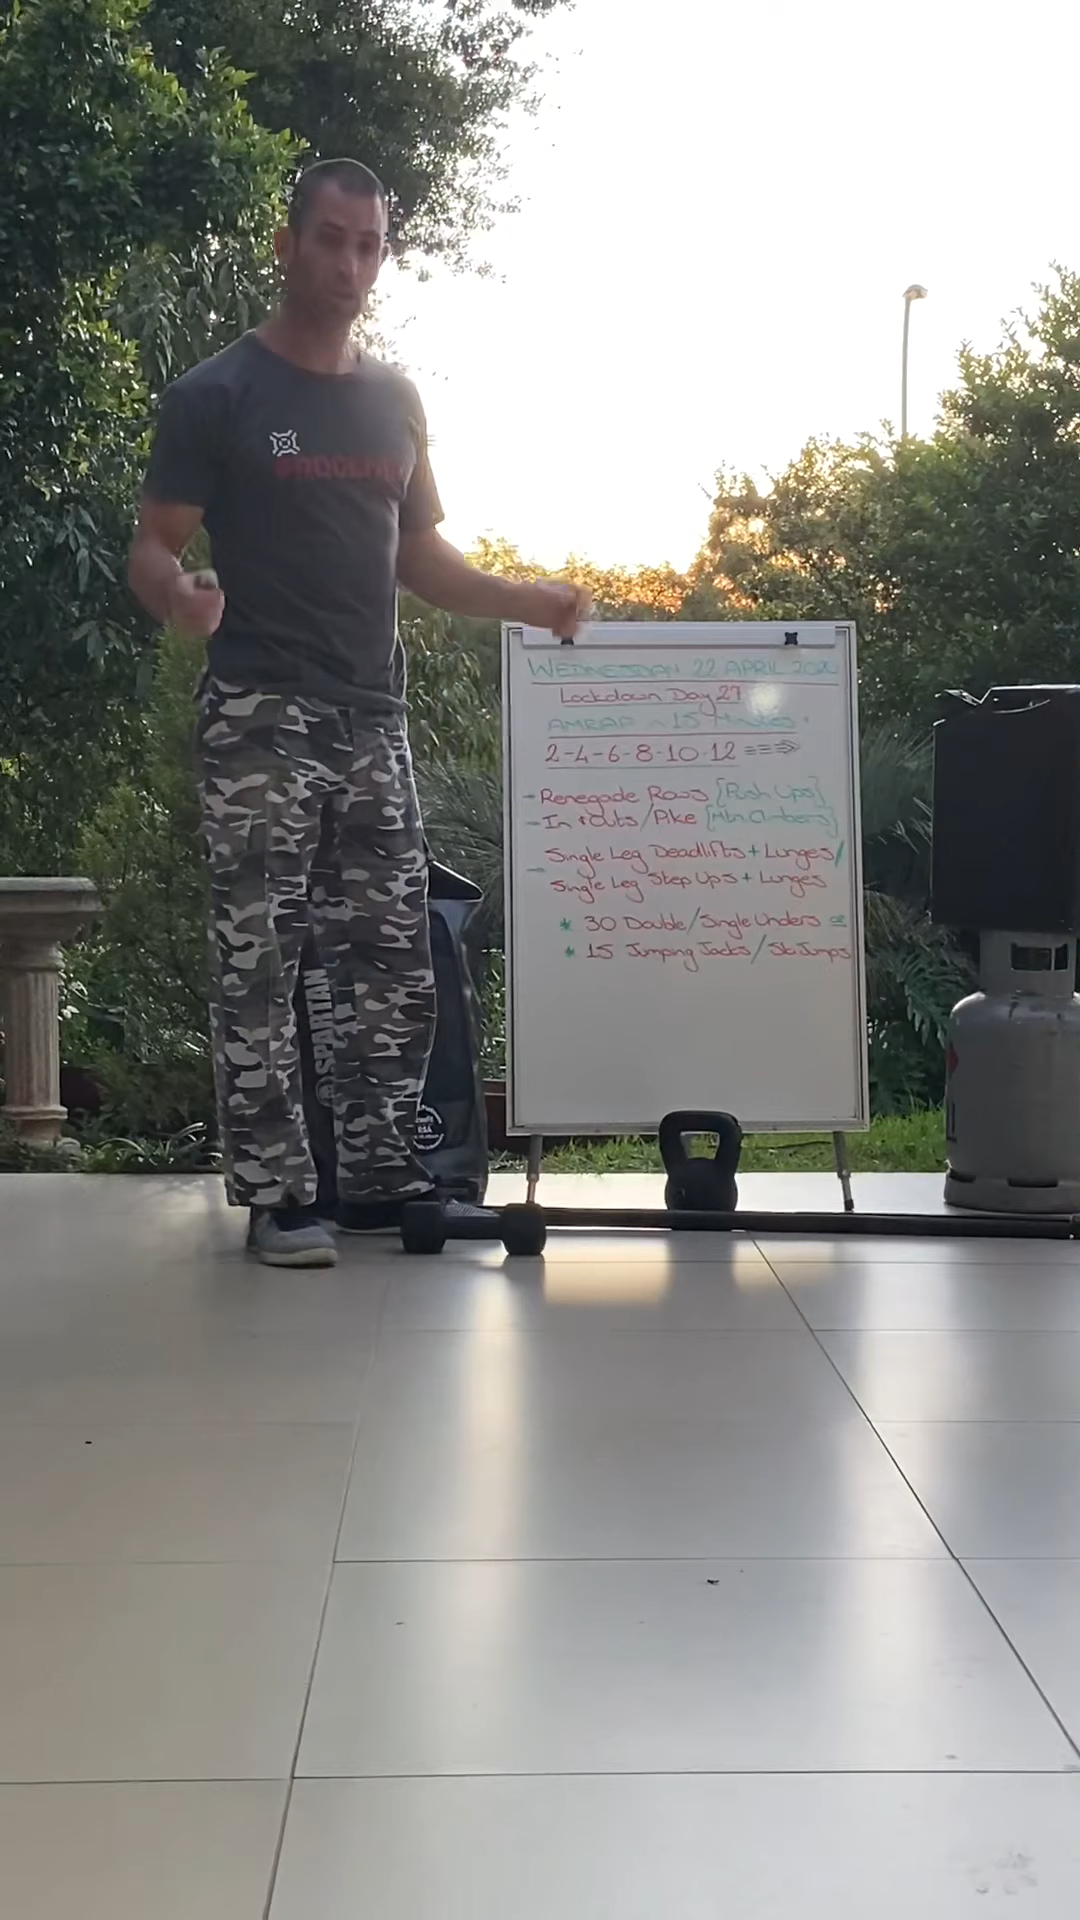 WEDNESDAY 22 APRIL 2020
Lockdown Day 27
AMRAP in 15 Minutes:
2-4-6-8-10-12
- Renegade Rows [Push Ups]
- In + Outs / Pike [Mtn Climbers]
- Single Leg Deadlifts + Lunges /
Single Leg Step Ups + Lunges
* 30 Double/Single Unders or
* 15 Jumping Jacks / Jumps
@SPARTAN
RSA